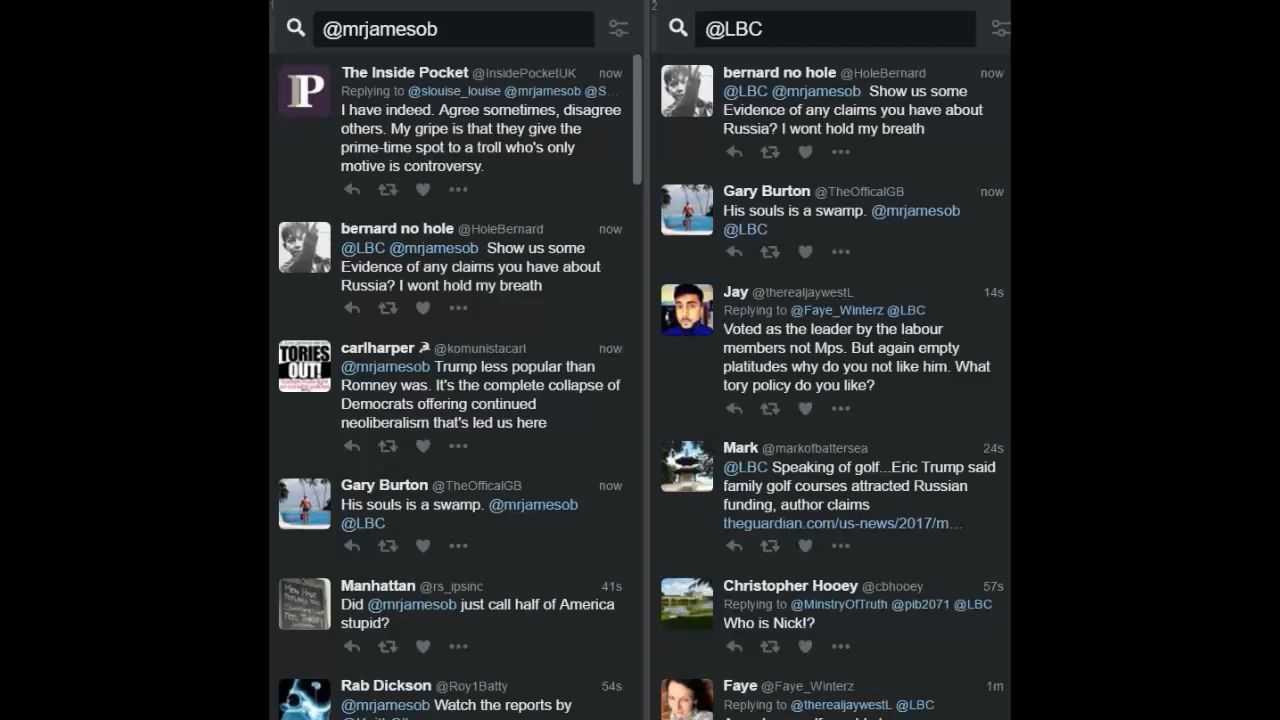 1
@mrjamesob
The Inside Pocket @InsidePocketUK now
Replying to @slouise_louise @mrjamesob @S...
I have indeed. Agree sometimes, disagree
others. My gripe is that they give the
prime-time spot to a troll who's only
motive is controversy.
bernard no hole @HoleBernard now
@LBC @mrjamesob Show us some
Evidence of any claims you have about
Russia? I wont hold my breath
carlharper ☭ @komunistacarl now
@mrjamesob Trump less popular than
Romney was. It's the complete collapse of
Democrats offering continued
neoliberalism that's led us here
Gary Burton @TheOfficalGB now
His souls is a swamp. @mrjamesob
@LBC
Manhattan @rs_ipsinc 41s
Did @mrjamesob just call half of America
stupid?
Rab Dickson @Roy1Batty 54s
@mrjamesob Watch the reports by
2
@LBC
bernard no hole @HoleBernard now
@LBC @mrjamesob Show us some
Evidence of any claims you have about
Russia? I wont hold my breath
Gary Burton @TheOfficalGB now
His souls is a swamp. @mrjamesob
@LBC
Jay @therealjaywestL 14s
Replying to @Faye_Winterz @LBC
Voted as the leader by the labour
members not Mps. But again empty
platitudes why do you not like him. What
tory policy do you like?
Mark @markofbattersea 24s
@LBC Speaking of golf...Eric Trump said
family golf courses attracted Russian
funding, author claims
theguardian.com/us-news/2017/m...
Christopher Hooey @cbhooey 57s
Replying to @MinstryOfTruth @pib2071 @LBC
Who is Nick!?
Faye @Faye_Winterz 1m
Replying to @therealjaywestL @LBC
IP
TORIES
OUT!